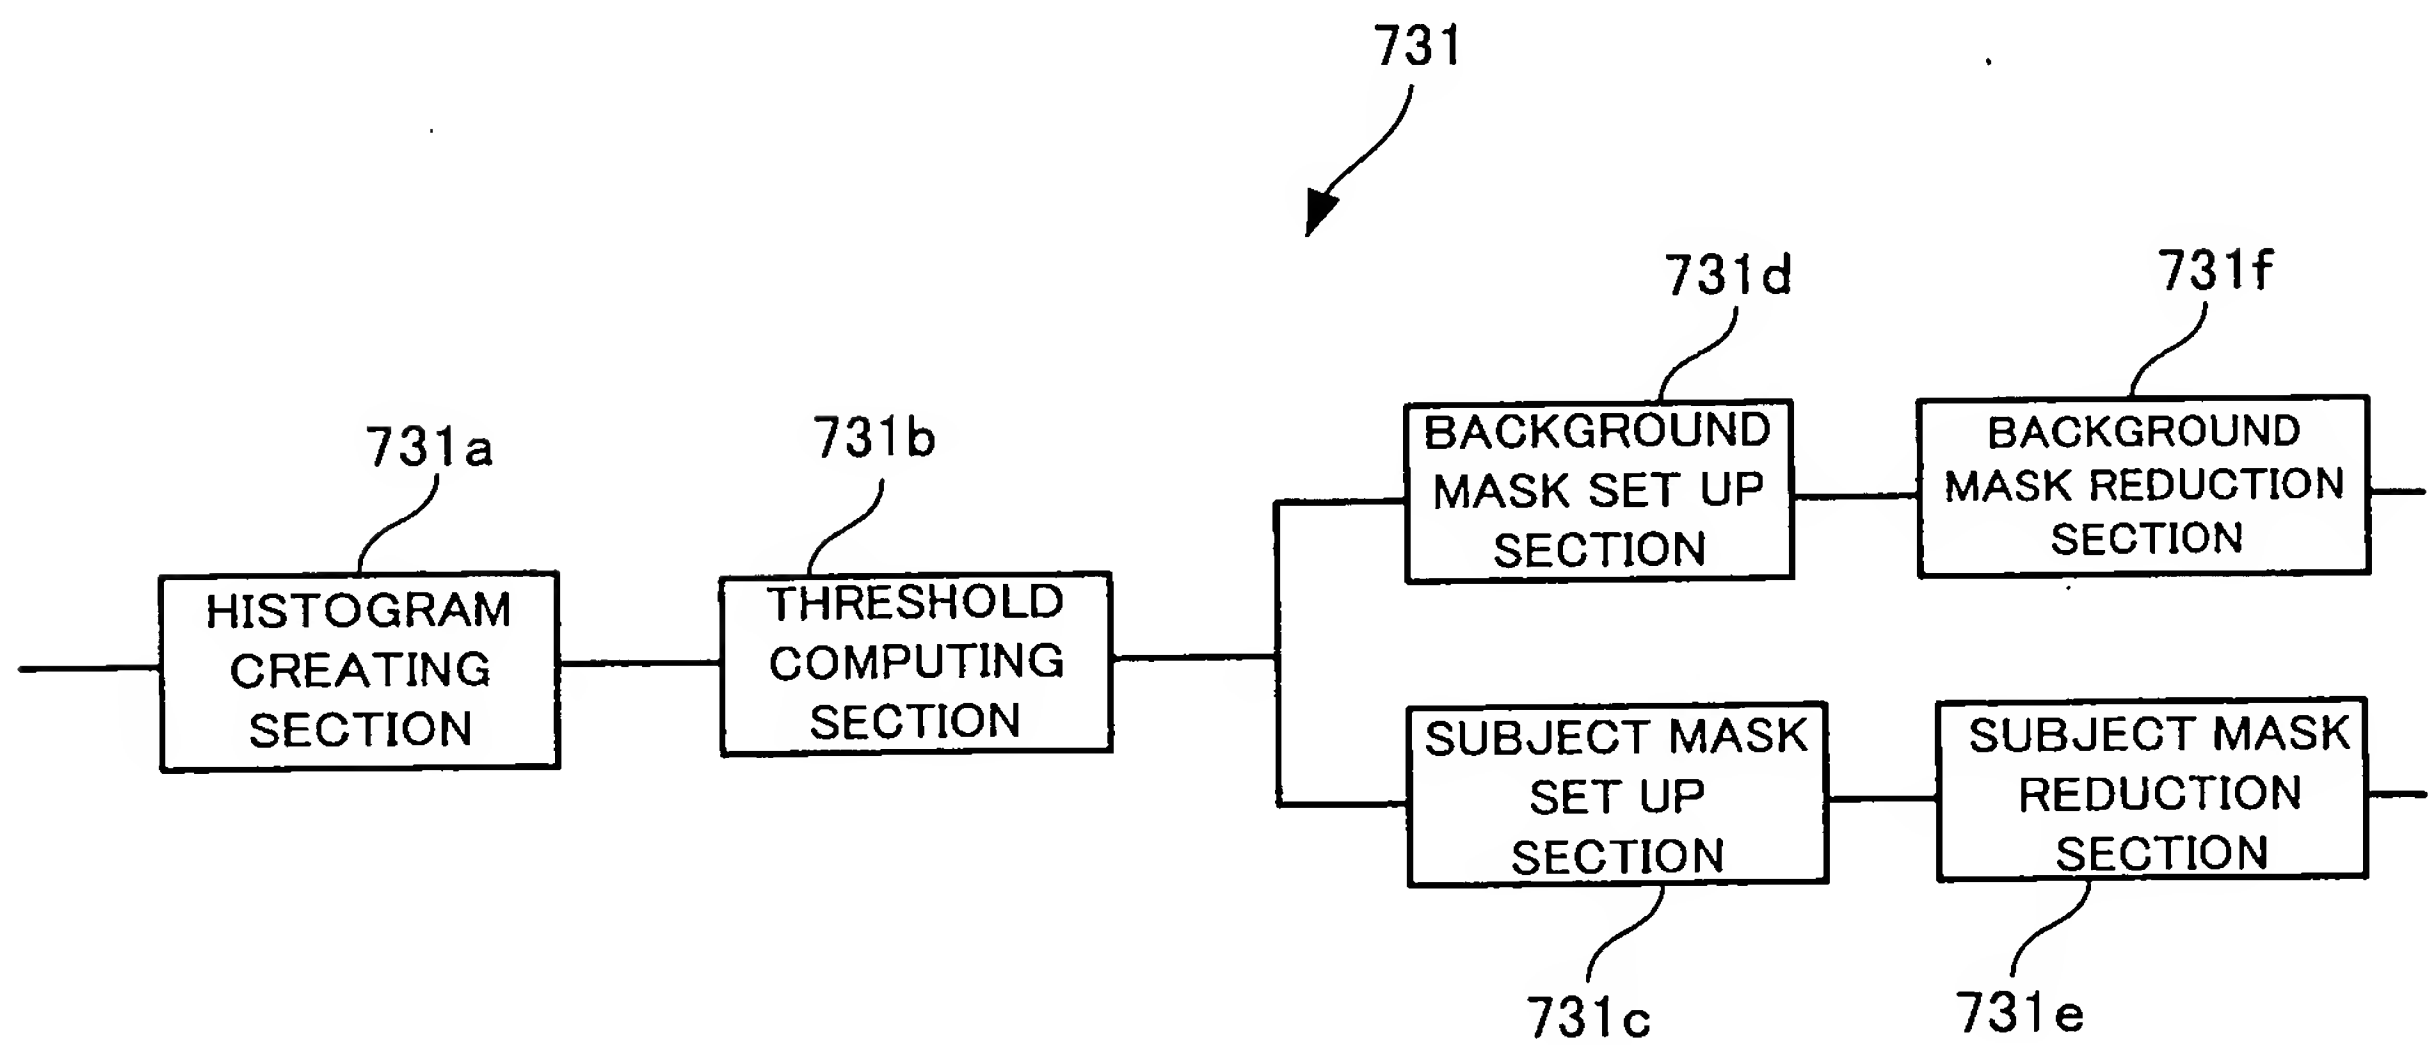 731
731a
HISTOGRAM
CREATING
SECTION
731b
THRESHOLD
COMPUTING
SECTION
731d
BACKGROUND
MASK SET UP
SECTION
731f
BACKGROUND
MASK REDUCTION
SECTION
SUBJECT MASK
SET UP
SECTION
731c
SUBJECT MASK
REDUCTION
SECTION
731e